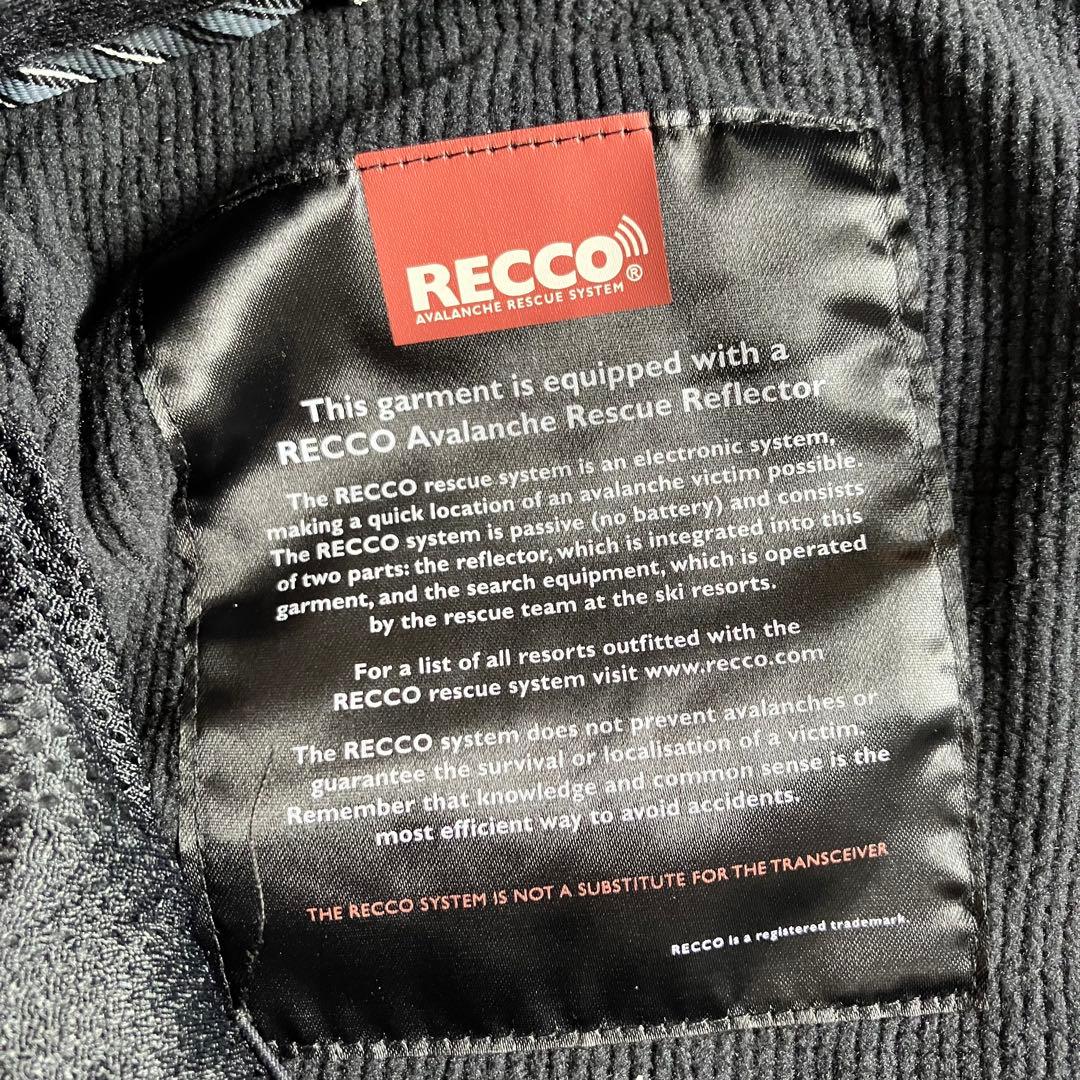 RECCO®
AVALANCHE RESCUE SYSTEM
This garment is equipped with a
RECCO Avalanche Rescue Reflector
The RECCO rescue system is an electronic system,
making a quick location of an avalanche victim possible.
The RECCO system is passive (no battery) and consists
of two parts: the reflector, which is integrated into this
garment, and the search equipment, which is operated
by the rescue team at the ski resorts.
For a list of all resorts outfitted with the
RECCO rescue system visit www.recco.com
The RECCO system does not prevent avalanches or
guarantee the survival or localisation of a victim.
Remember that knowledge and common sense is the
most efficient way to avoid accidents.
THE RECCO SYSTEM IS NOT A SUBSTITUTE FOR THE TRANSCEIVER
RECCO is a registered trademark.